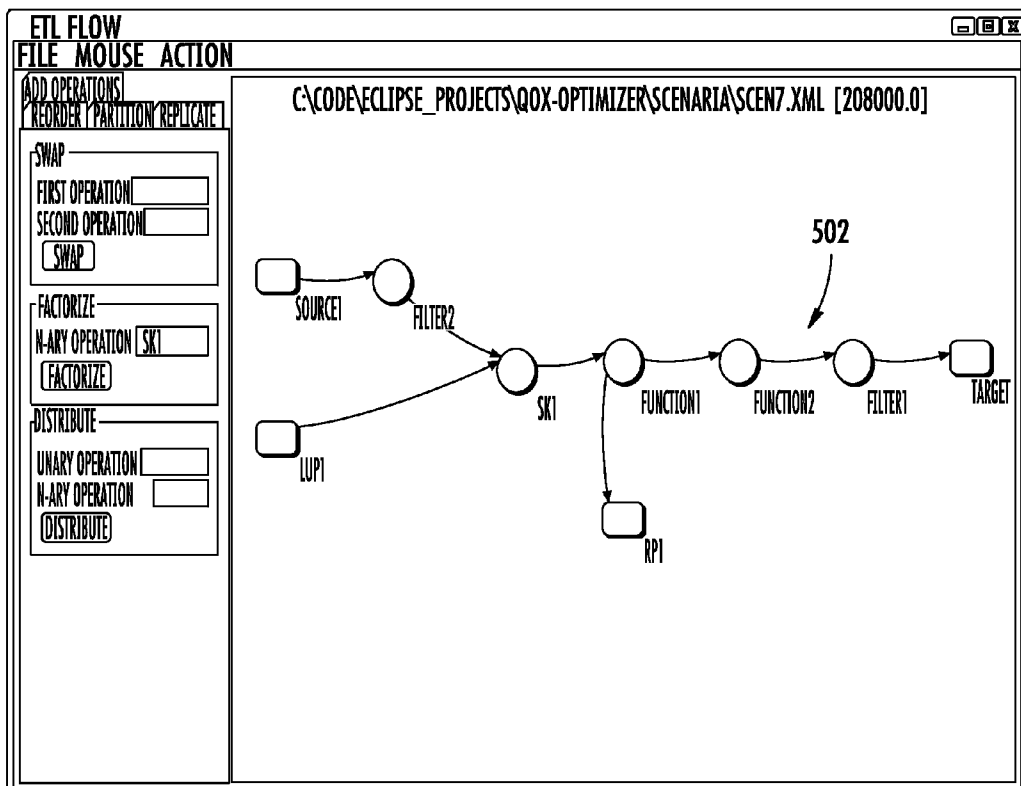 ETL FLOW
FILE MOUSE ACTION
ADD OPERATIONS
REORDER PARTITION REPLICATE
SWAP
FIRST OPERATION
SECOND OPERATION
SWAP
FACTORIZE
N-ARY OPERATION SK1
FACTORIZE
DISTRIBUTE
UNARY OPERATION
N-ARY OPERATION
DISTRIBUTE
C:\CODE\ECLIPSE_PROJECTS\QOX-OPTIMIZER\SCENARIA\SCEN7.XML [208000.0]
502
SOURCE1
FILTER2
SK1
FUNCTION1
FUNCTION2
FILTER1
TARGET
LUP1
RP1